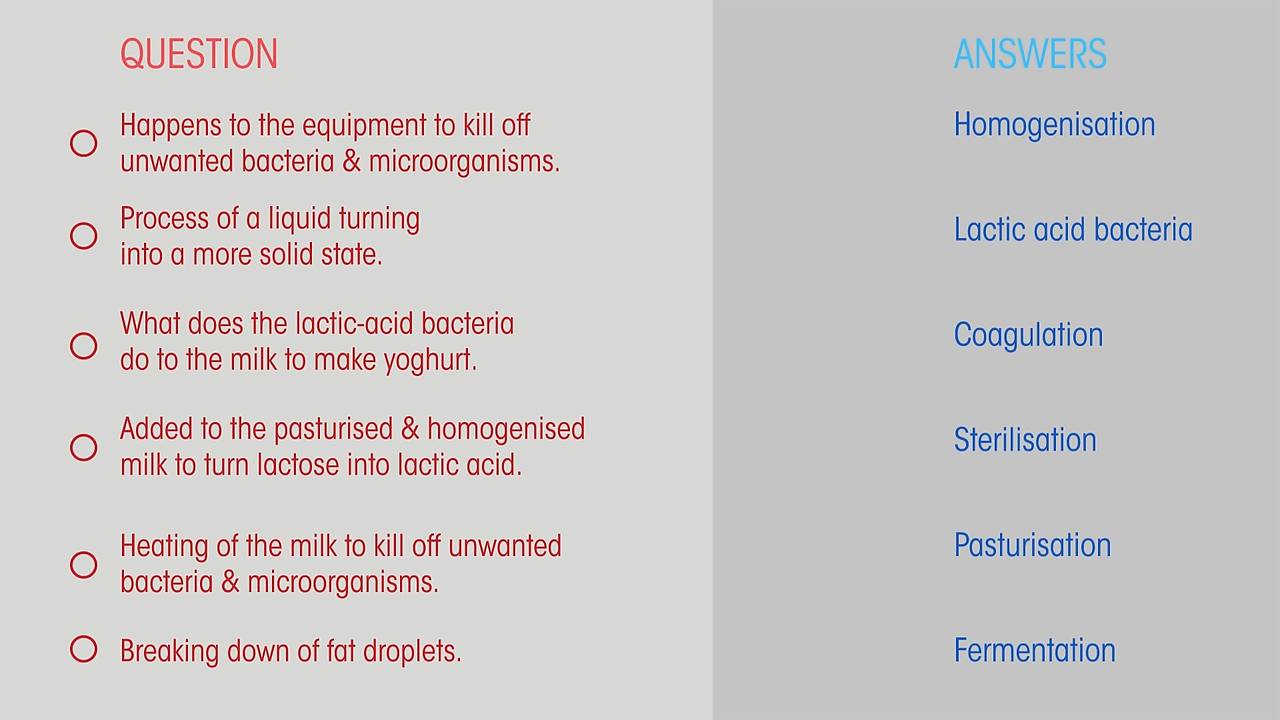 QUESTION
Happens to the equipment to kill off
unwanted bacteria & microorganisms.
Process of a liquid turning
into a more solid state.
What does the lactic-acid bacteria
do to the milk to make yoghurt.
Added to the pasturised & homogenised
milk to turn lactose into lactic acid.
Heating of the milk to kill off unwanted
bacteria & microorganisms.
Breaking down of fat droplets.
ANSWERS
Homogenisation
Lactic acid bacteria
Coagulation
Sterilisation
Pasturisation
Fermentation